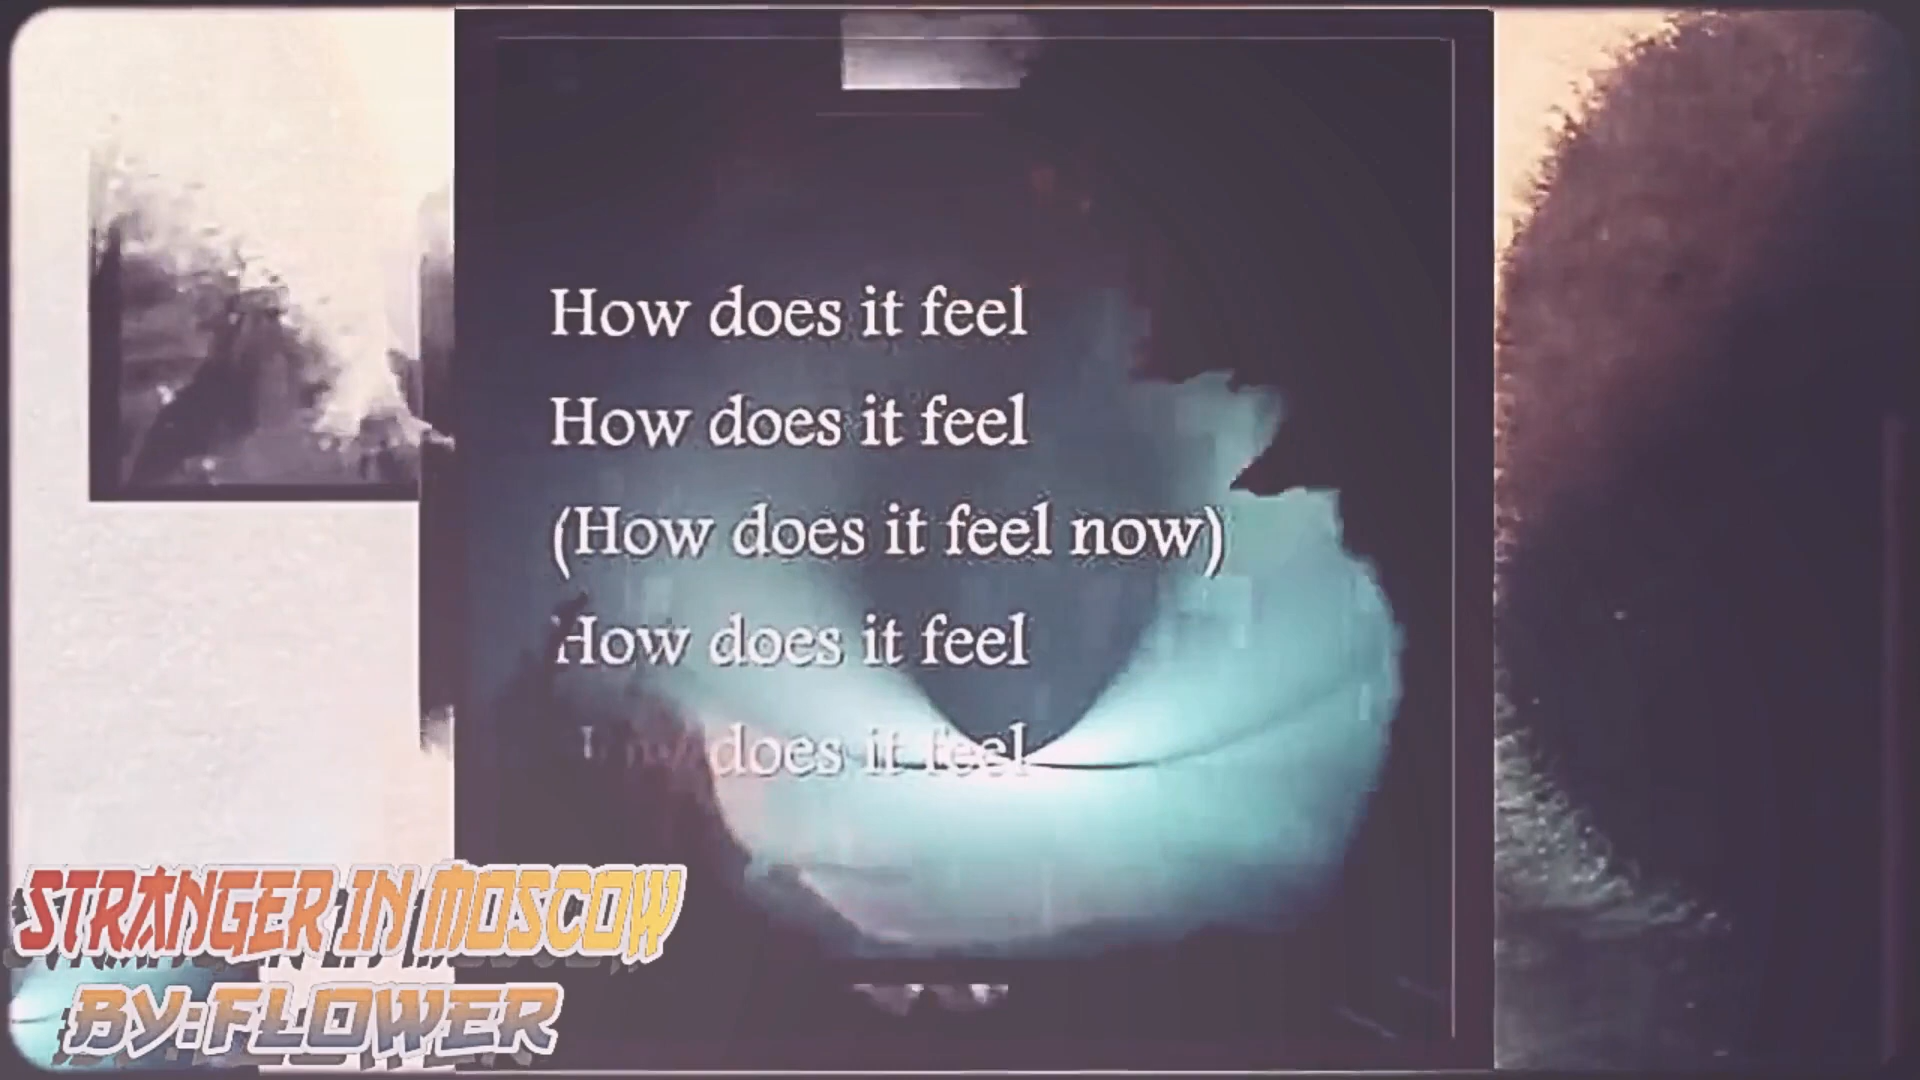 How does it feel
How does it feel
(How does it feel now)
How does it feel
How does it feel
STRANGER IN MOSCOW
BY:FLOWER